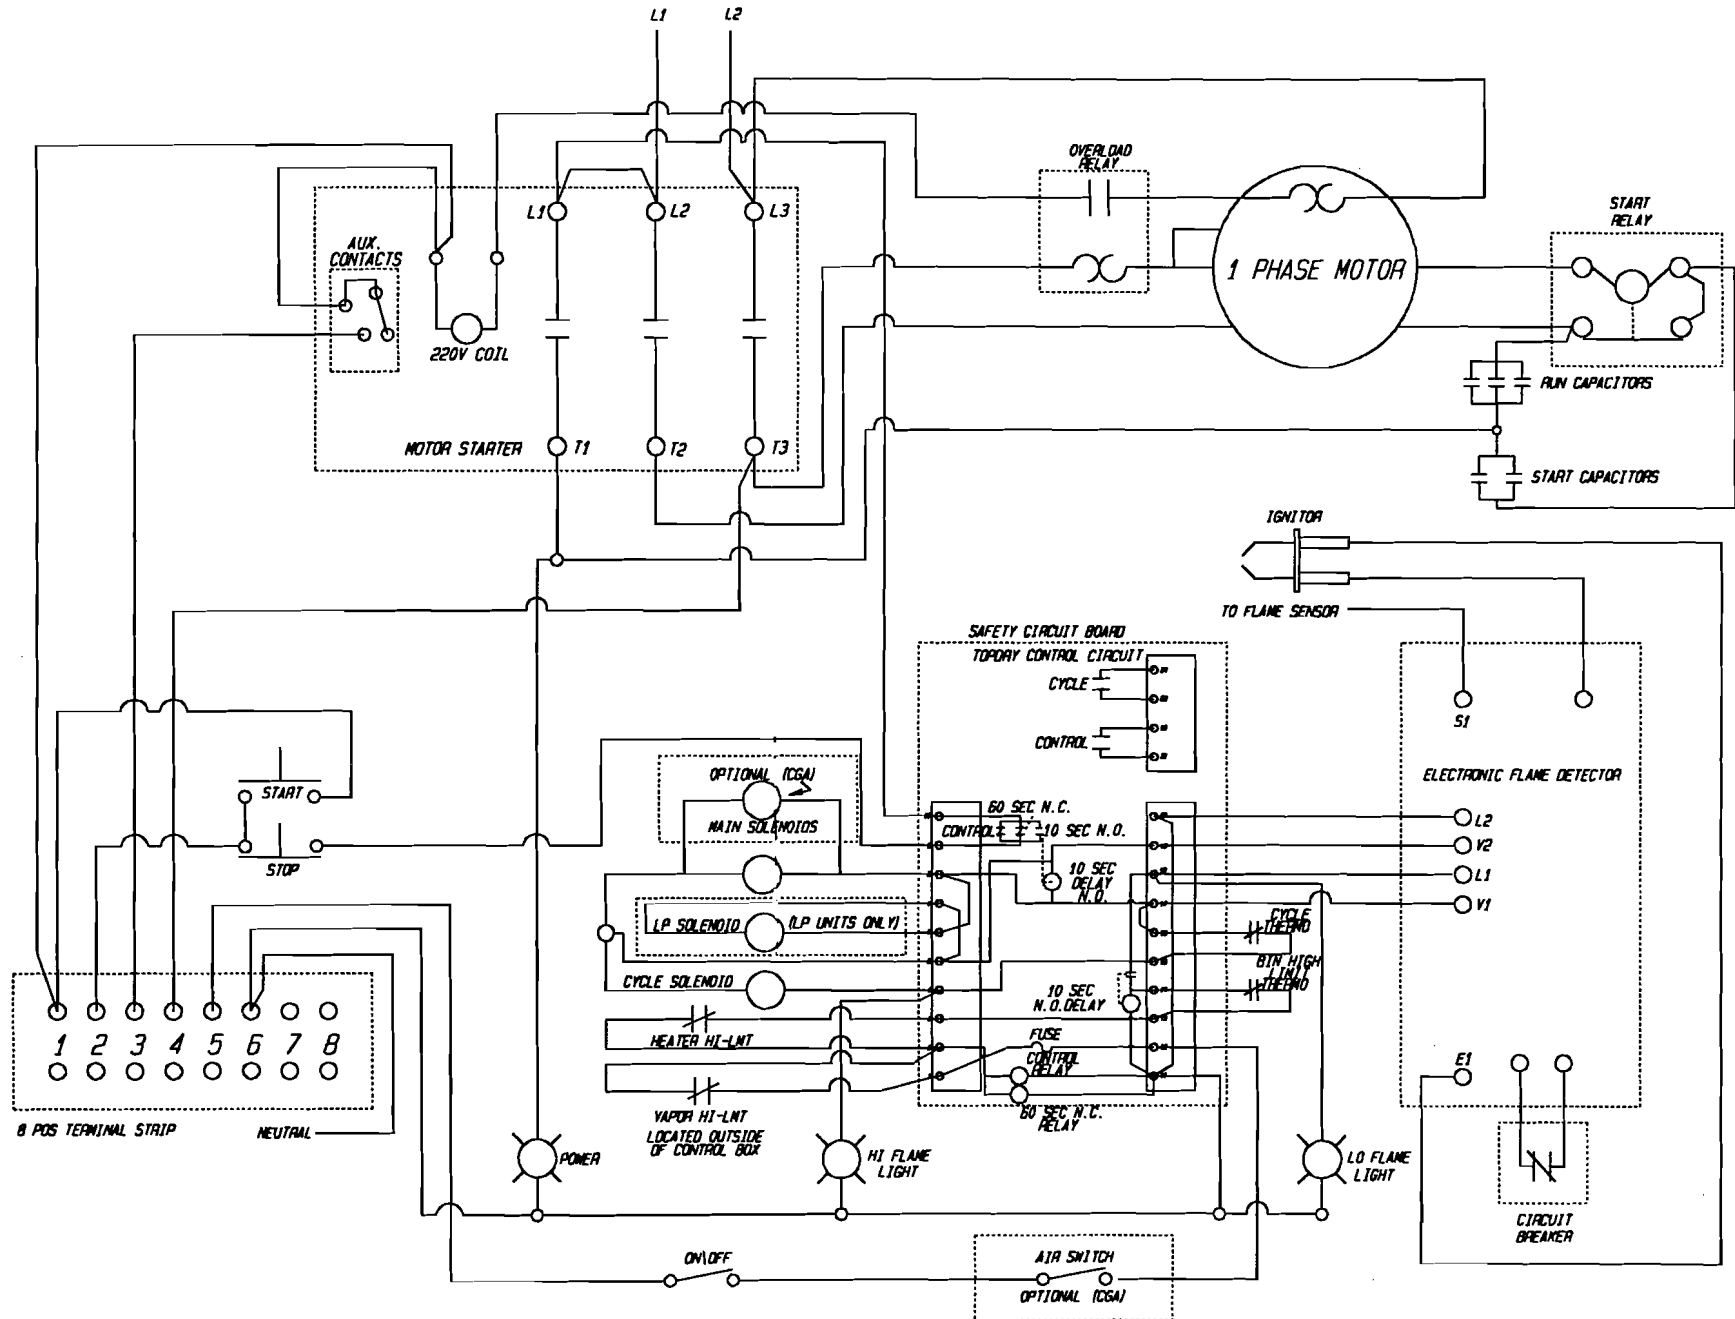 L1 L2
OVERLOAD
RELAY
START
RELAY
L1 L2 L3
AUX.
CONTACTS
1 PHASE MOTOR
220V COIL
RUN CAPACITORS
MOTOR STARTER T1 T2 T3
START CAPACITORS
IGNITOR
TO FLAME SENSOR
SAFETY CIRCUIT BOARD
TOPDRY CONTROL CIRCUIT
CYCLE
CONTROL
S1
ELECTRONIC FLAME DETECTOR
START
STOP
OPTIONAL (CGA)
MAIN SOLENOIDS
60 SEC N.C.
CONTROL
10 SEC N.O.
10 SEC
DELAY
N.O.
L2
V2
L1
V1
LP SOLENOID (LP UNITS ONLY)
CYCLE
THERMO
BIN HIGH
LIMIT
THERMO
CYCLE SOLENOID
10 SEC
N.O.DELAY
HEATER HI-LMT
FUSE
CONTROL
RELAY
60 SEC N.C.
RELAY
E1
1 2 3 4 5 6 7 8
8 POS TERMINAL STRIP
NEUTRAL
VAPOR HI-LMT
LOCATED OUTSIDE
OF CONTROL BOX
POWER
HI FLAME
LIGHT
LO FLAME
LIGHT
CIRCUIT
BREAKER
ON\OFF
AIR SWITCH
OPTIONAL (CGA)